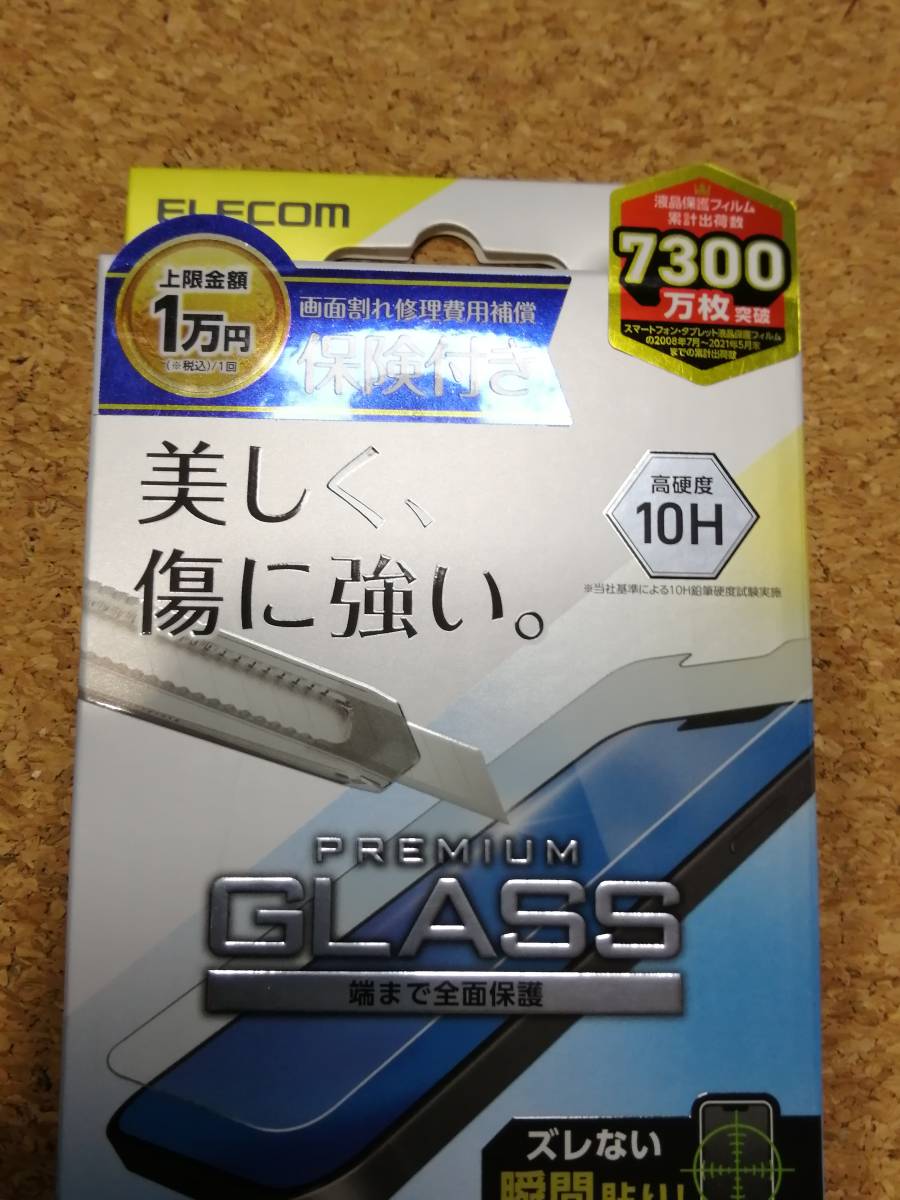 ELECOM
液晶保護フィルム
累計出荷数
7300
万枚突破
スマートフォン・タブレット液晶保護フィルム
の2008年7月～2021年5月末
までの累計出荷数
上限金額
1万円
(※税込)/1回
画面割れ修理費用補償
保険付き
美しく、
傷に強い。
高硬度
10H
※当社基準による10H鉛筆硬度試験実施
PREMIUM
GLASS
端まで全面保護
ズレない
瞬間貼り!